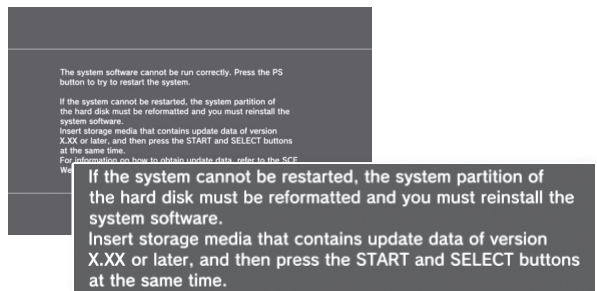 The system software cannot be run correctly. Press the PS
button to try to restart the system.
If the system cannot be restarted, the system partition of
the hard disk must be reformatted and you must reinstall the
system software.
Insert storage media that contains update data of version
X.XX or later, and then press the START and SELECT buttons
at the same time.
For information on how to obtain update data, refer to the SCE
We
If the system cannot be restarted, the system partition of
the hard disk must be reformatted and you must reinstall the
system software.
Insert storage media that contains update data of version
X.XX or later, and then press the START and SELECT buttons
at the same time.